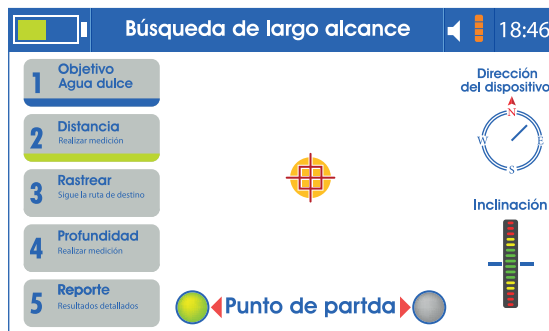 Búsqueda de largo alcance
18:46
1
Objetivo
Agua dulce
2
Distancia
Realizar medición
3
Rastrear
Sigue la ruta de destino
4
Profundidad
Realizar medición
5
Reporte
Resultados detallados
Punto de partda
Dirección
del dispositivo
N
W
E
S
Inclinación